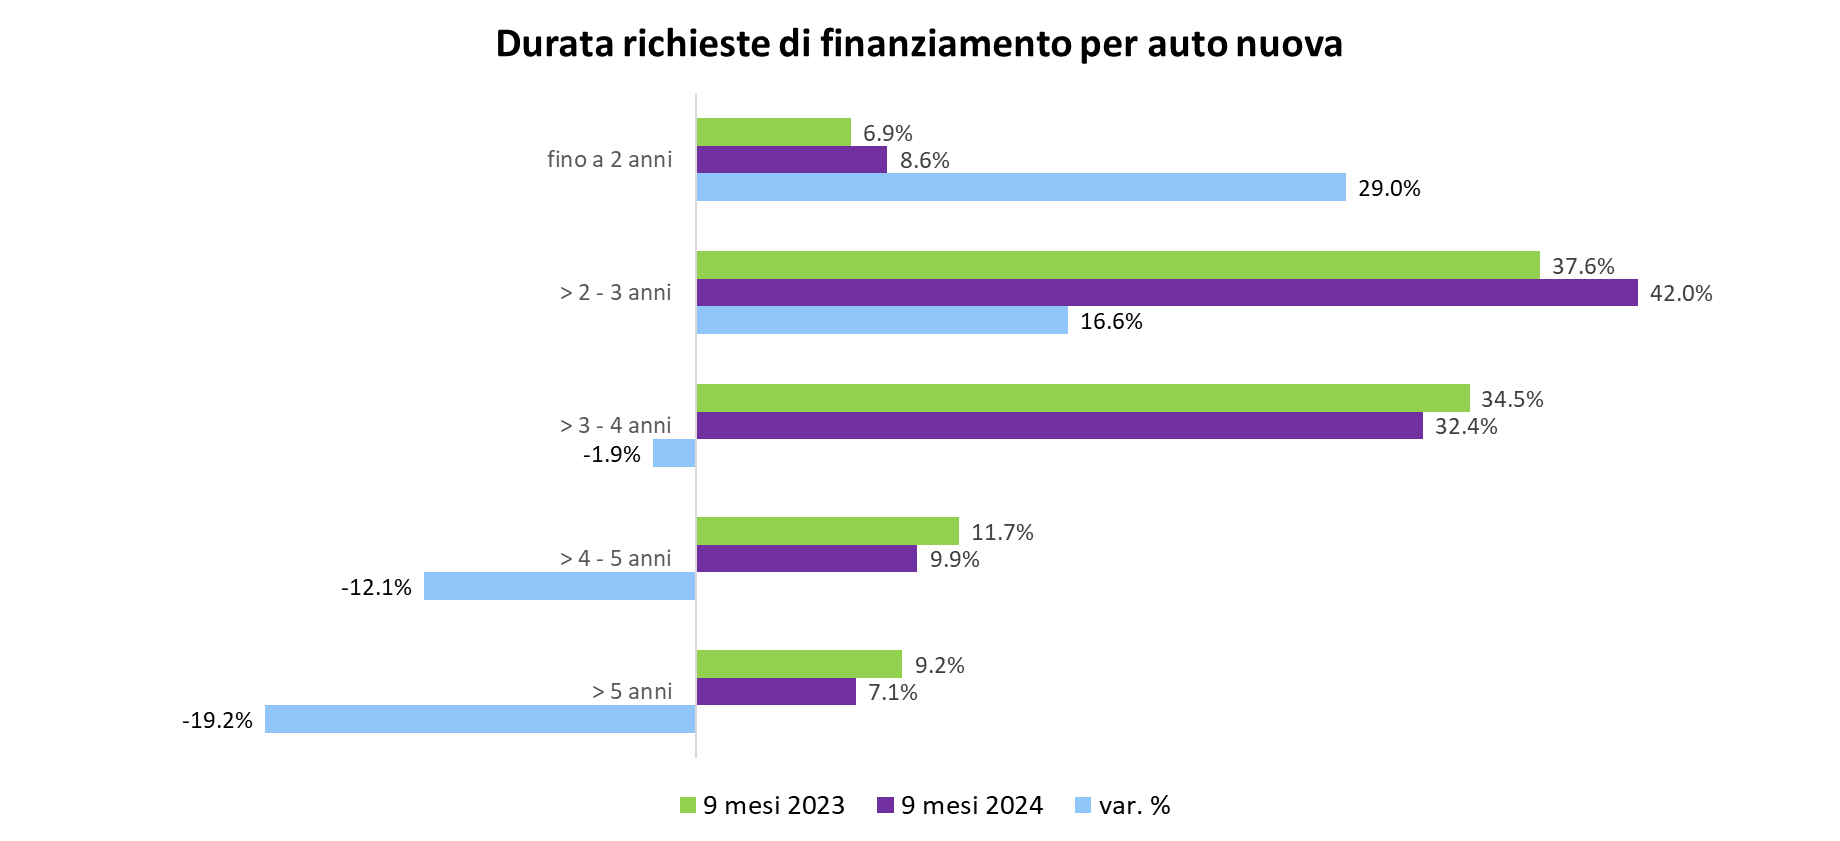 Durata richieste di finanziamento per auto nuova
fino a 2 anni
6.9%
8.6%
29.0%
> 2 - 3 anni
37.6%
42.0%
16.6%
> 3 - 4 anni
34.5%
32.4%
-1.9%
> 4 - 5 anni
11.7%
9.9%
-12.1%
> 5 anni
9.2%
7.1%
-19.2%
9 mesi 2023 9 mesi 2024 var. %